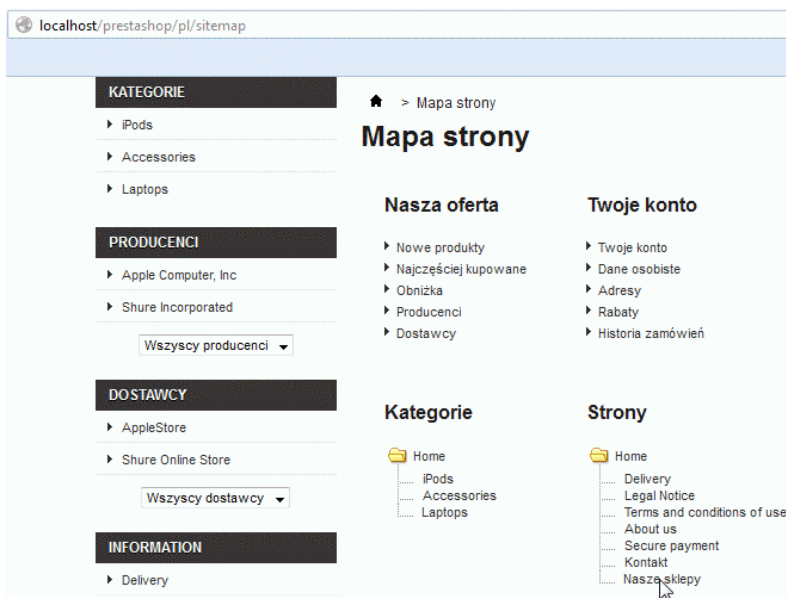 localhost/prestashop/pl/sitemap
KATEGORIE
iPods
Accessories
Laptops
PRODUCENCI
Apple Computer, Inc
Shure Incorporated
Wszyscy producenci
DOSTAWCY
AppleStore
Shure Online Store
Wszyscy dostawcy
INFORMATION
Delivery
> Mapa strony
Mapa strony
Nasza oferta
Nowe produkty
Najczęściej kupowane
Obniżka
Producenci
Dostawcy
Twoje konto
Twoje konto
Dane osobiste
Adresy
Rabaty
Historia zamówień
Kategorie
Home
iPods
Accessories
Laptops
Strony
Home
Delivery
Legal Notice
Terms and conditions of use
About us
Secure payment
Kontakt
Nasze sklepy